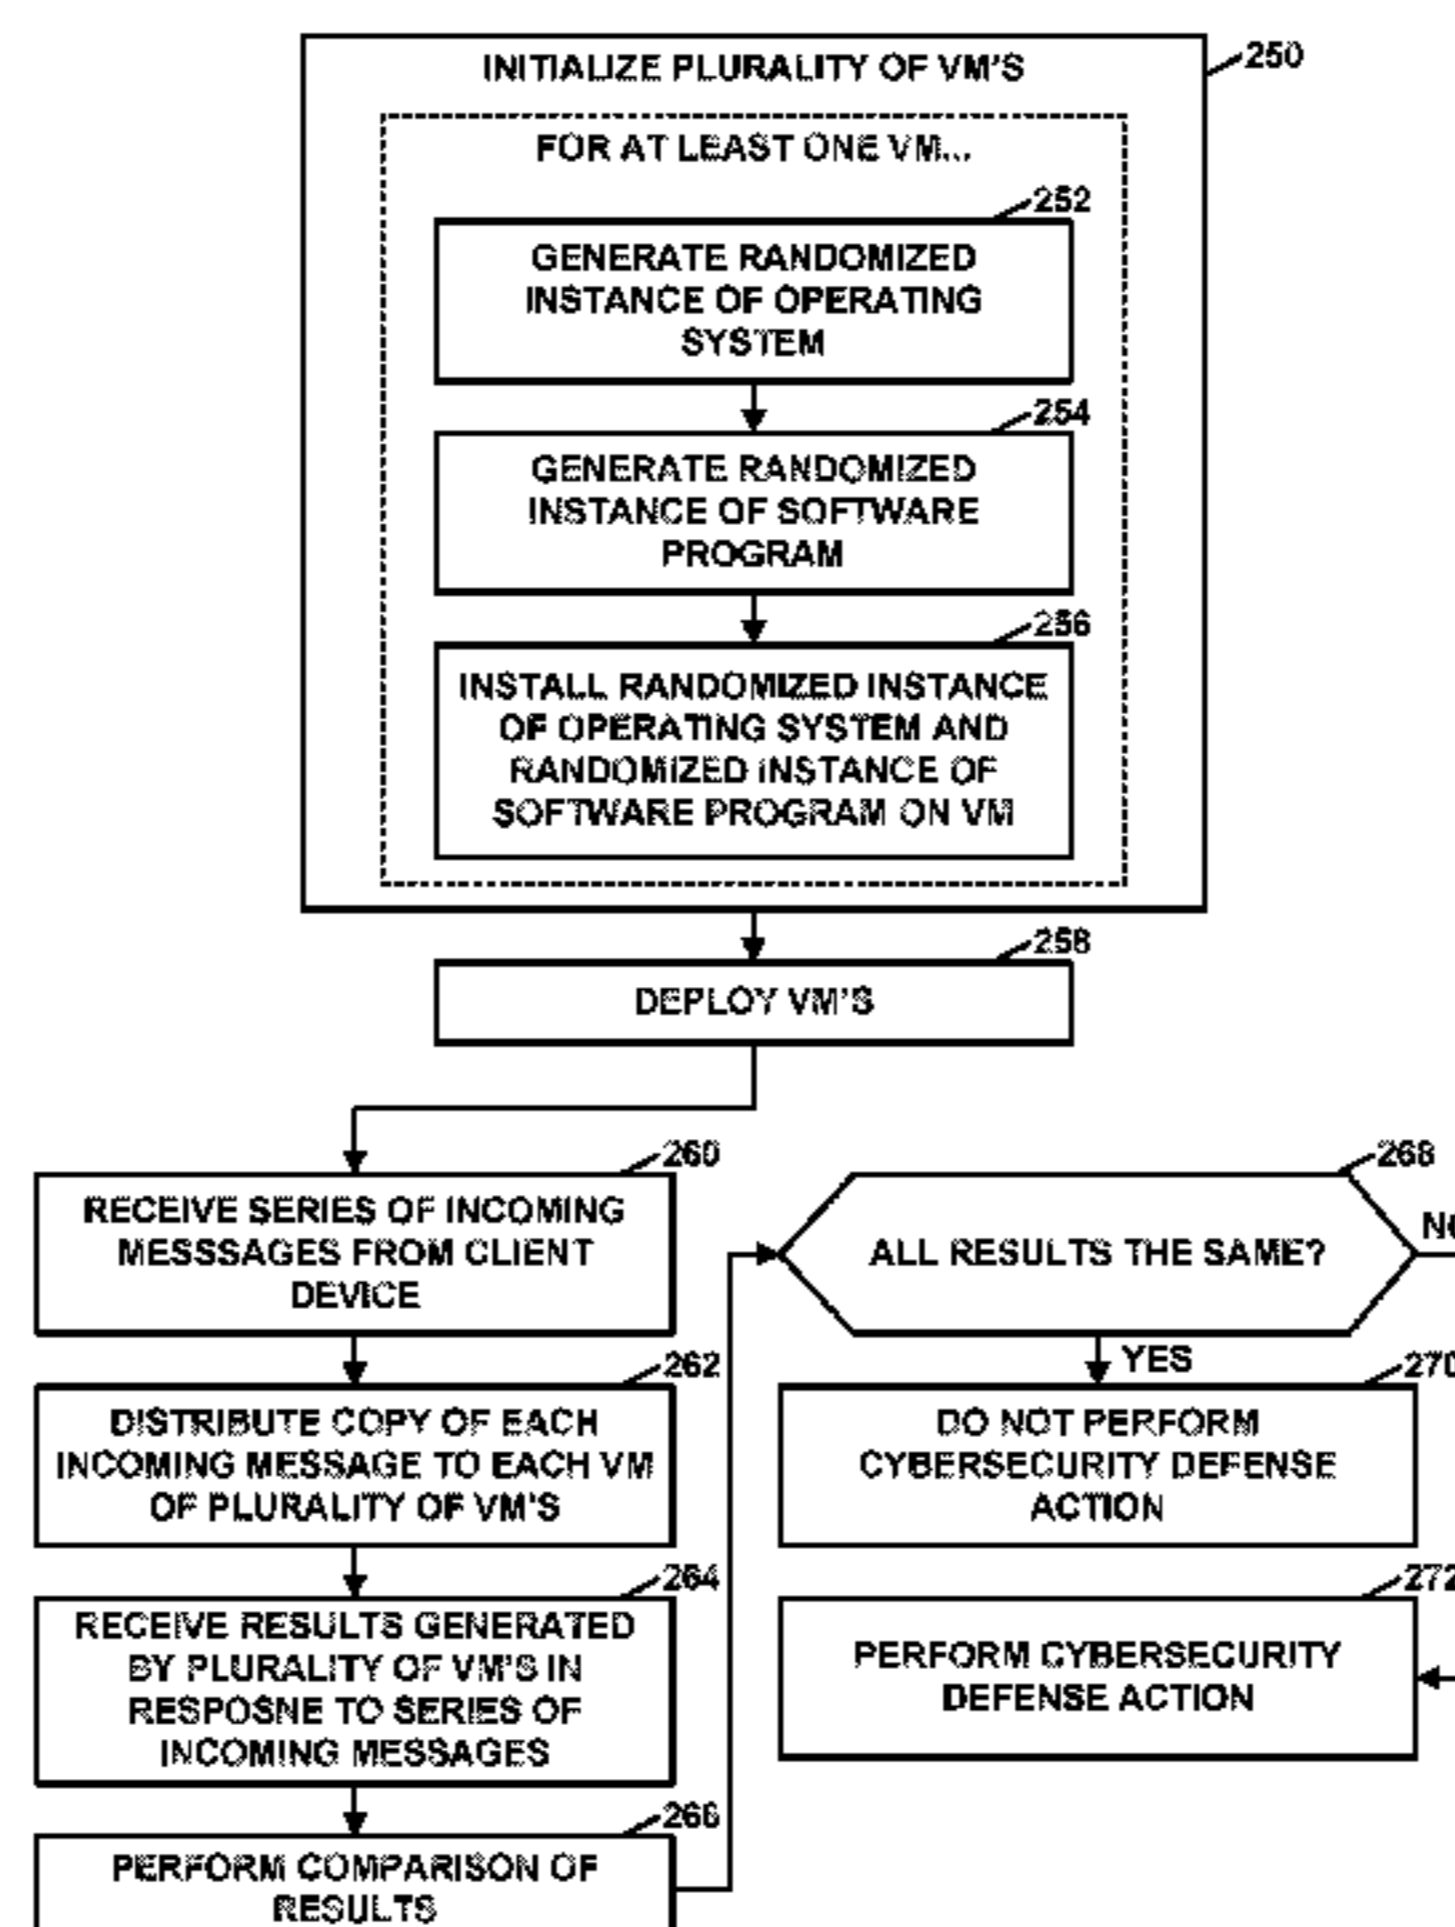 INITIALIZE PLURALITY OF VM'S
250
FOR AT LEAST ONE VM...
252
GENERATE RANDOMIZED
INSTANCE OF OPERATING
SYSTEM
254
GENERATE RANDOMIZED
INSTANCE OF SOFTWARE
PROGRAM
256
INSTALL RANDOMIZED INSTANCE
OF OPERATING SYSTEM AND
RANDOMIZED INSTANCE OF
SOFTWARE PROGRAM ON VM
258
DEPLOY VM'S
260
RECEIVE SERIES OF INCOMING
MESSSAGES FROM CLIENT
DEVICE
262
DISTRIBUTE COPY OF EACH
INCOMING MESSAGE TO EACH VM
OF PLURALITY OF VM'S
264
RECEIVE RESULTS GENERATED
BY PLURALITY OF VM'S IN
RESPOSNE TO SERIES OF
INCOMING MESSAGES
266
PERFORM COMPARISON OF
RESULTS
268
ALL RESULTS THE SAME?
NO
YES
270
DO NOT PERFORM
CYBERSECURITY DEFENSE
ACTION
272
PERFORM CYBERSECURITY
DEFENSE ACTION